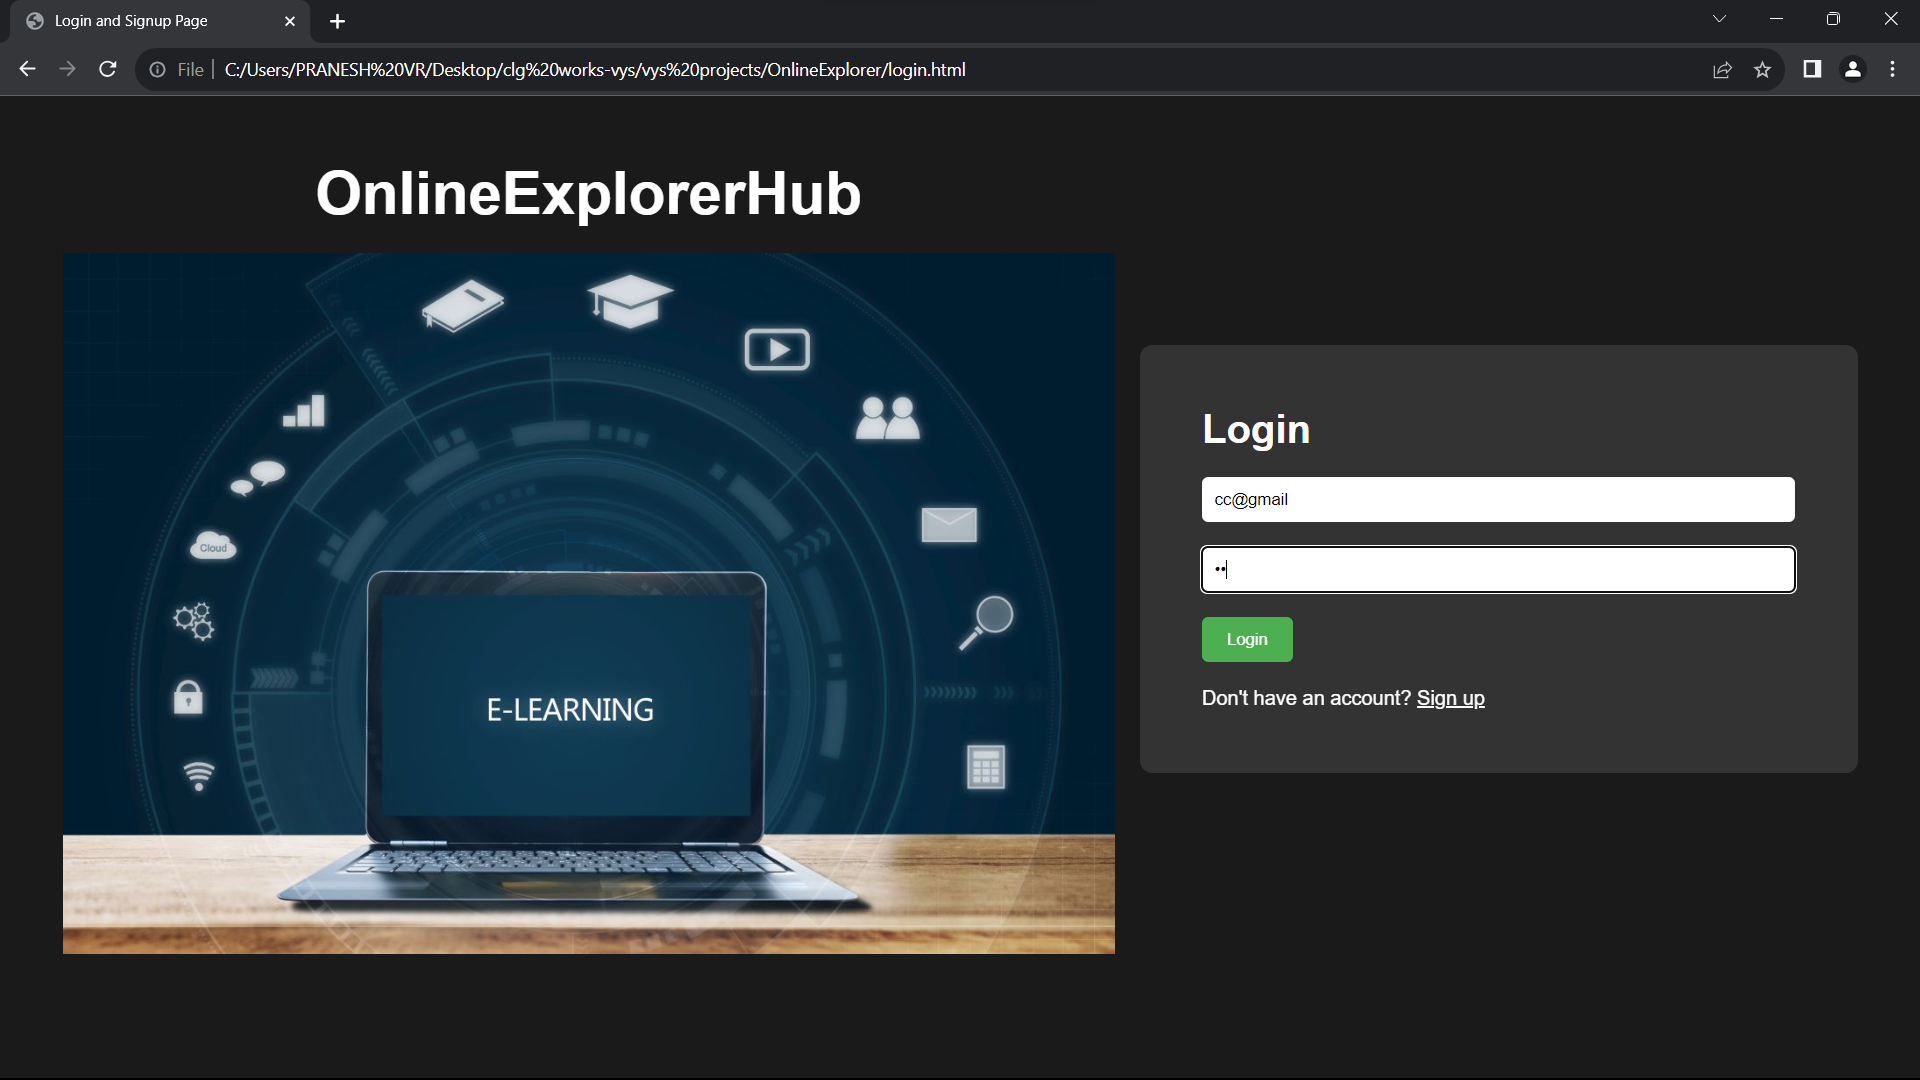 Login and Signup Page
File
C:/Users/PRANESH%20VR/Desktop/clg%20works-vys/vys%20projects/OnlineExplorer/login.html
OnlineExplorerHub
Cloud
E-LEARNING
Login
cc@gmail
••
Login
Don't have an account? Sign up